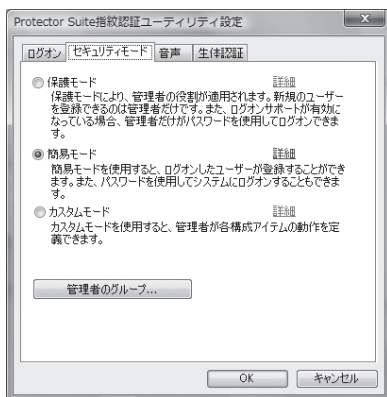 Protector Suite指紋認証ユーティリティ設定
ログオン セキュリティモード 音声 生体認証
保護モード 詳細
保護モードにより、管理者の役割が適用されます。新規のユーザー
を登録できるのは管理者だけです。また、ログオンサポートが有効に
なっている場合、管理者だけがパスワードを使用してログオンできま
す。
簡易モード 詳細
簡易モードを使用すると、ログオンしたユーザーが登録することができ
ます。また、パスワードを使用してシステムにログオンすることもできま
す。
カスタムモード 詳細
カスタムモードを使用すると、管理者が各構成アイテムの動作を定
義できます。
管理者のグループ...
OK キャンセル